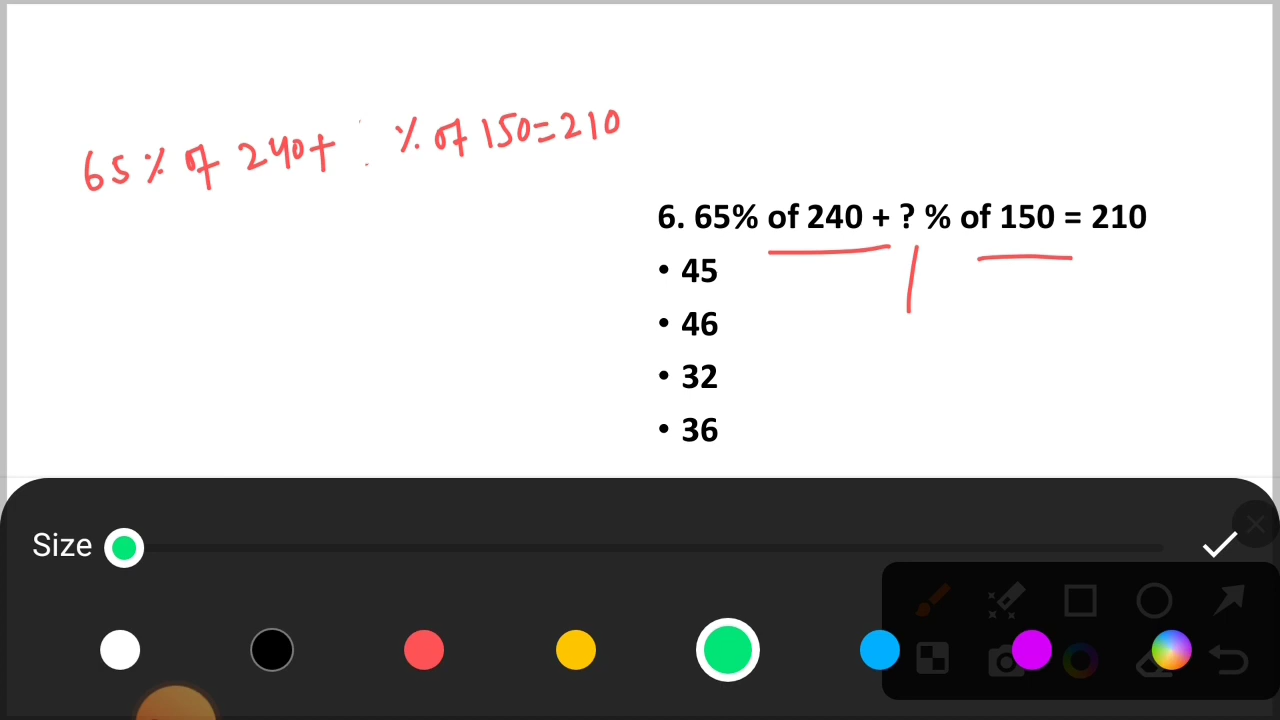 65% of 240+ % of 150=210
6. 65% of 240 + ? % of 150 = 210
• 45
• 46
• 32
• 36
Size